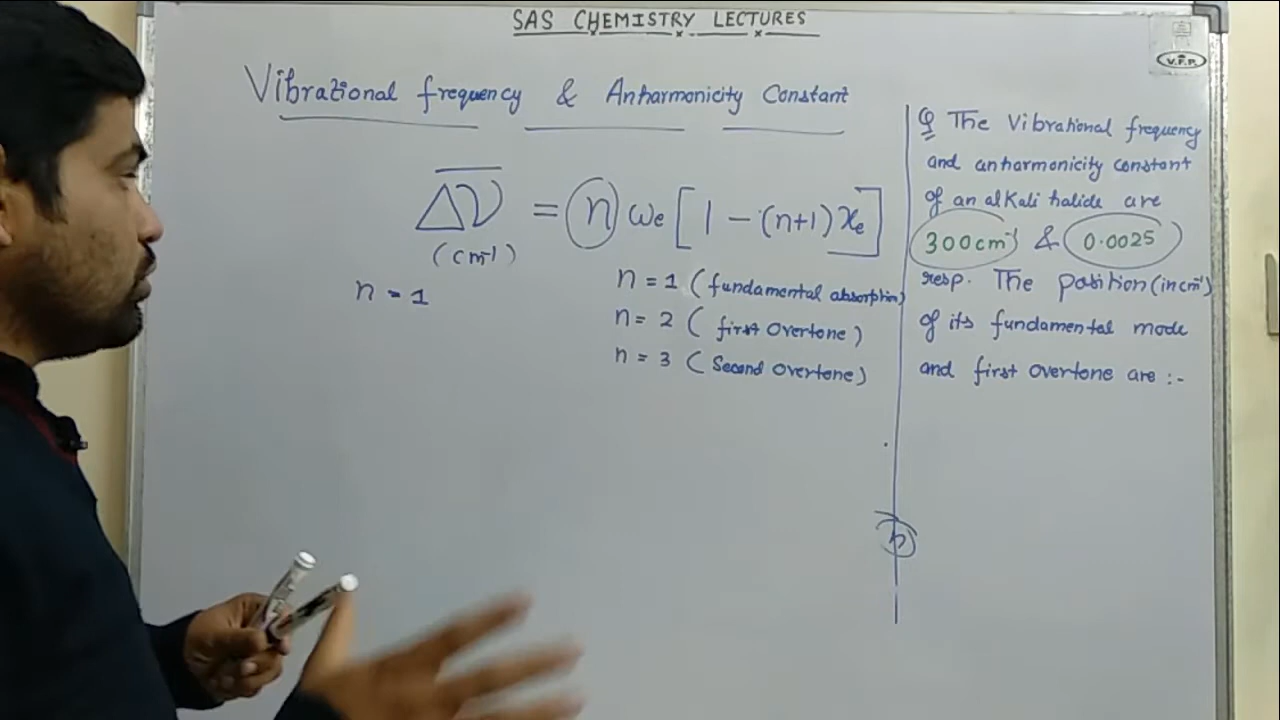 SAS CHEMISTRY LECTURES
V.F.P.
Vibrational frequency & Anharmonicity Constant
Δν̅ = n ωe [1 - (n+1) xe]
(cm-1)
n = 1
n = 1 (fundamental absorption)
n = 2 (first overtone)
n = 3 (Second overtone)
Q The Vibrational frequency
and anharmonicity constant
of an alkali halide are
300 cm-1 & 0.0025
resp. The position (in cm-1)
of its fundamental mode
and first overtone are :-